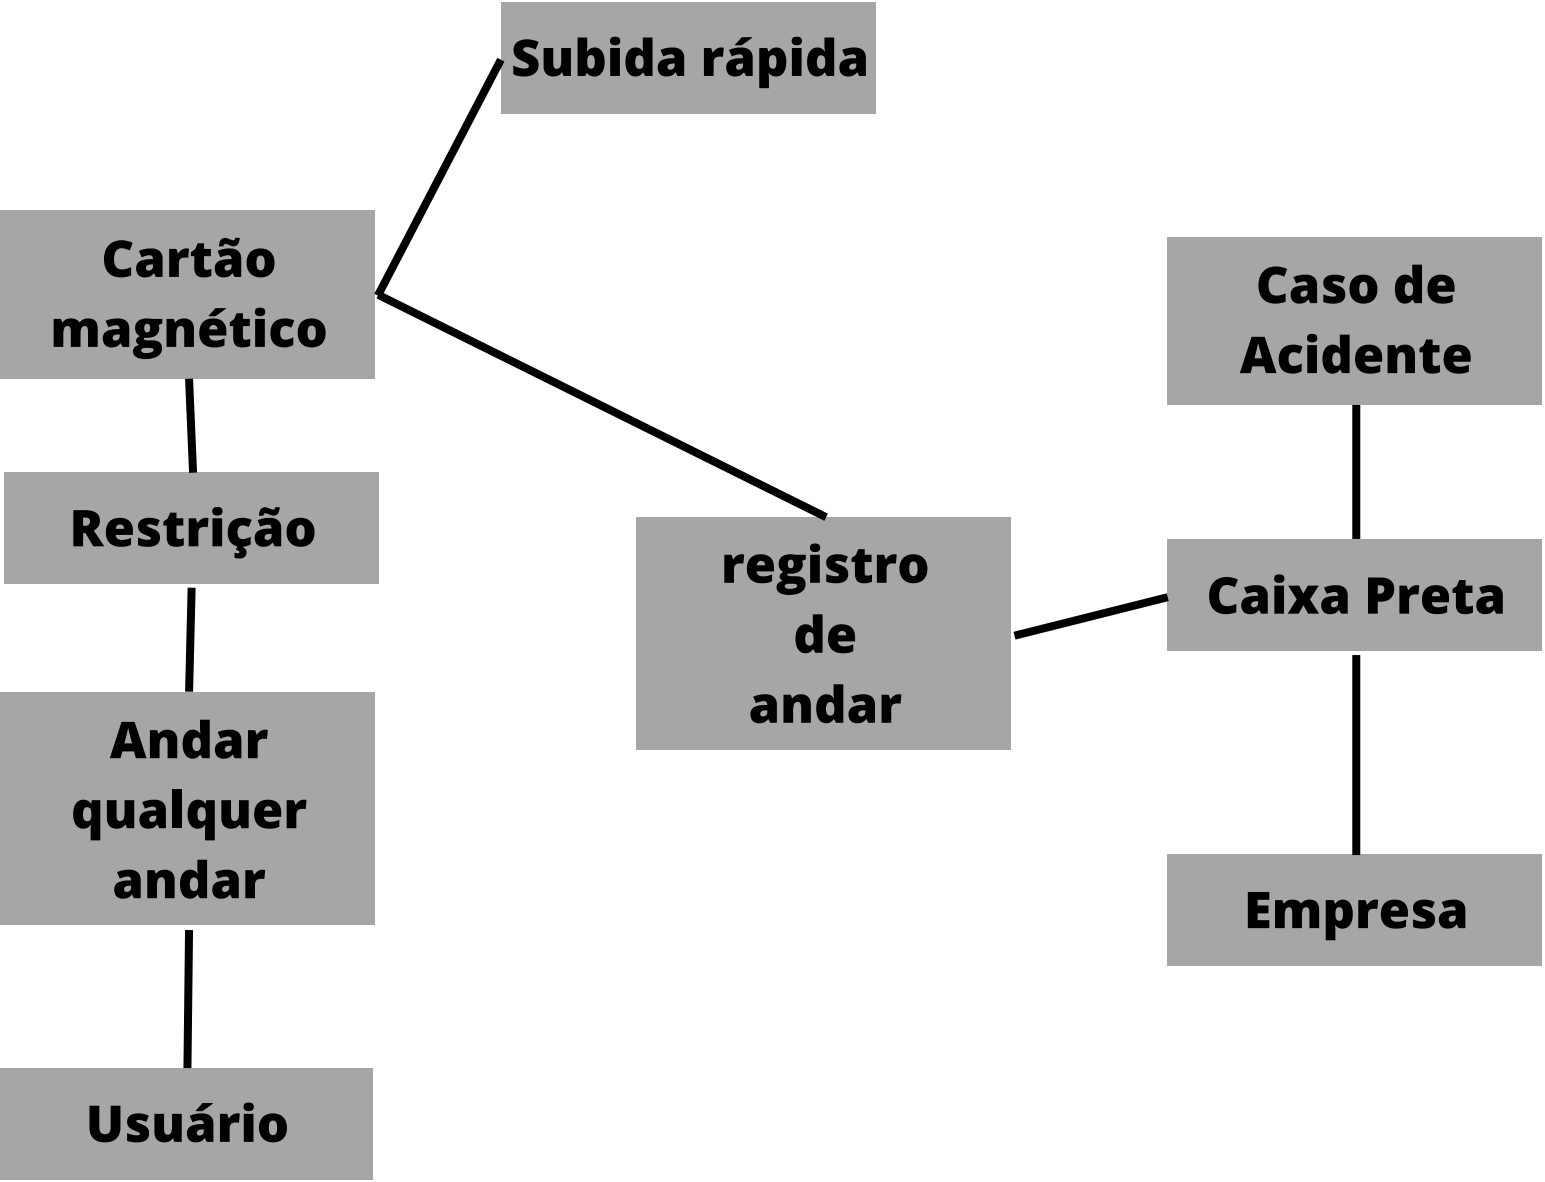 Subida rápida
Cartão
magnético
Caso de
Acidente
Restrição
registro
de
andar
Caixa Preta
Andar
qualquer
andar
Empresa
Usuário